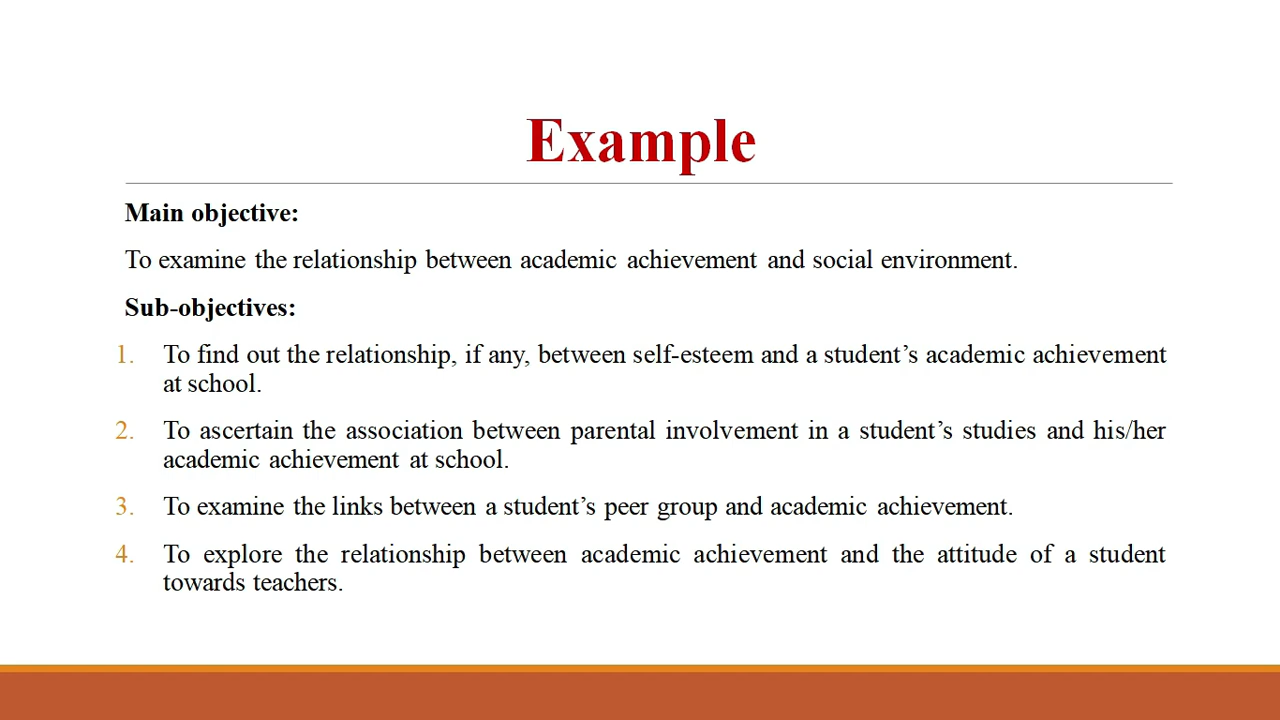 Example
Main objective:
To examine the relationship between academic achievement and social environment.
Sub-objectives:
1. To find out the relationship, if any, between self-esteem and a student’s academic achievement
at school.
2. To ascertain the association between parental involvement in a student’s studies and his/her
academic achievement at school.
3. To examine the links between a student’s peer group and academic achievement.
4. To explore the relationship between academic achievement and the attitude of a student
towards teachers.